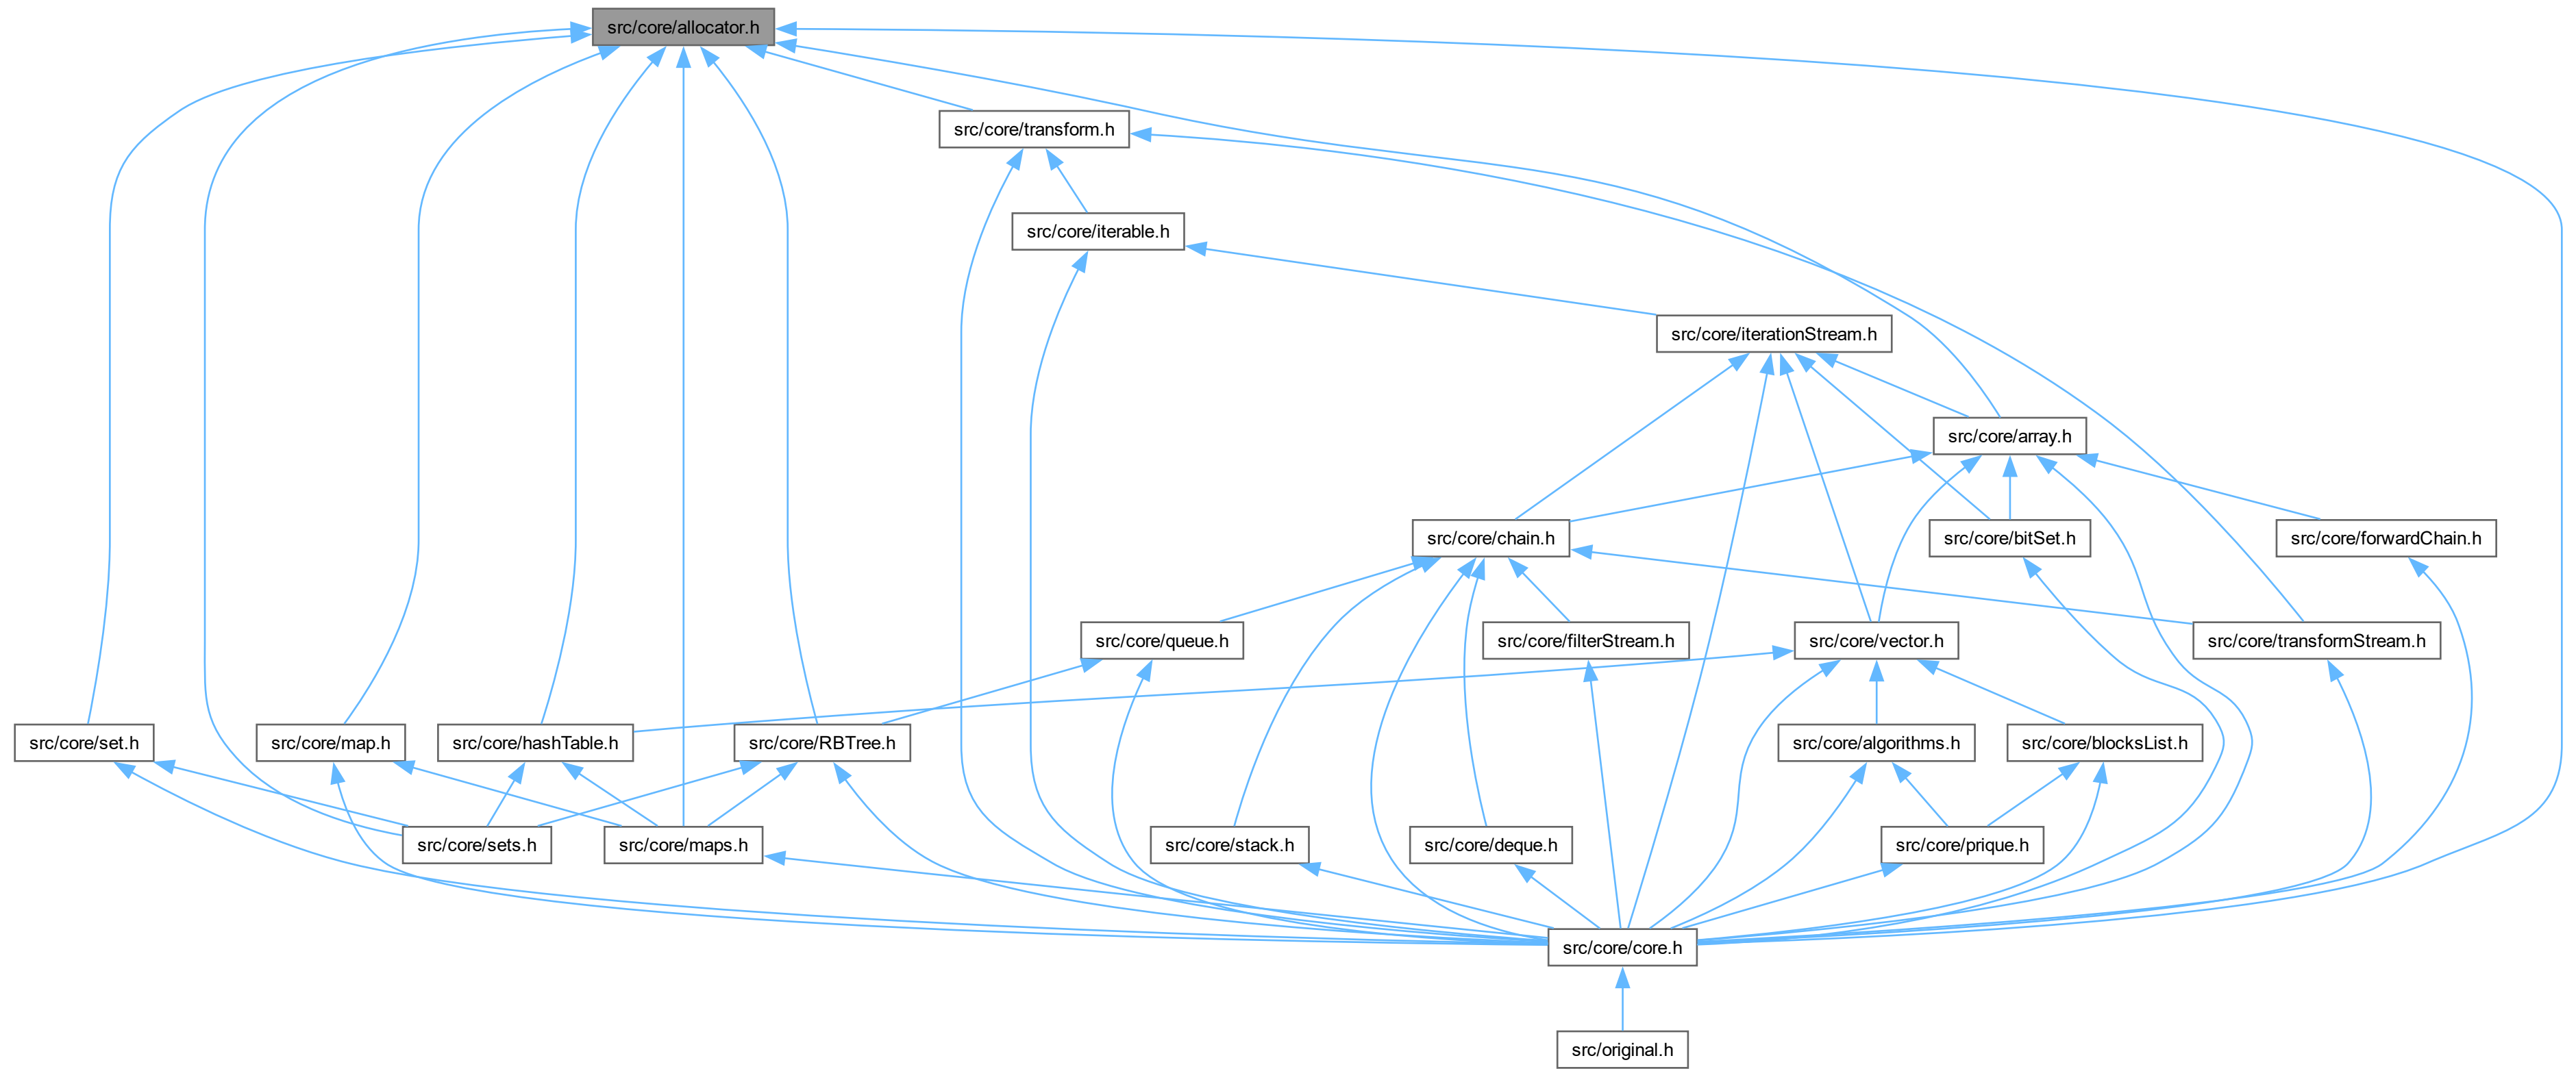 src/core/allocator.h
src/core/transform.h
src/core/iterable.h
src/core/iterationStream.h
src/core/array.h
src/core/chain.h
src/core/bitSet.h
src/core/forwardChain.h
src/core/queue.h
src/core/filterStream.h
src/core/vector.h
src/core/transformStream.h
src/core/set.h
src/core/map.h
src/core/hashTable.h
src/core/RBTree.h
src/core/algorithms.h
src/core/blocksList.h
src/core/sets.h
src/core/maps.h
src/core/stack.h
src/core/deque.h
src/core/prique.h
src/core/core.h
src/original.h